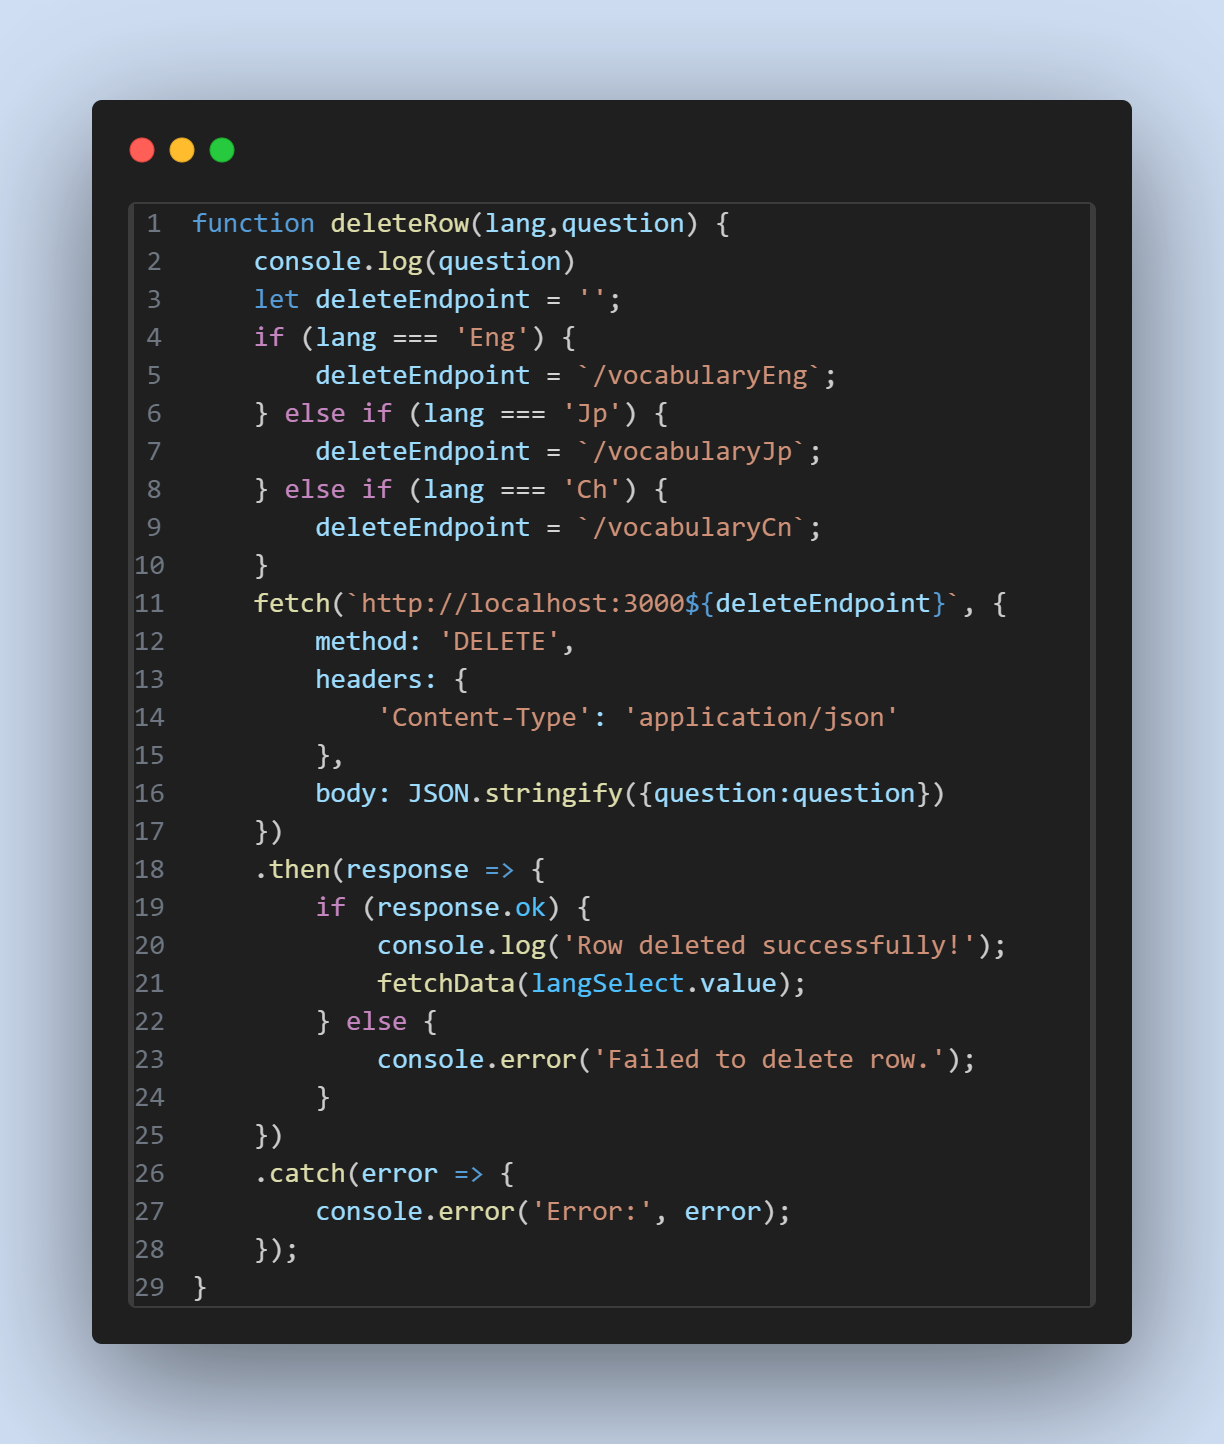 1 function deleteRow(lang,question) {
2     console.log(question)
3     let deleteEndpoint = '';
4     if (lang === 'Eng') {
5         deleteEndpoint = `/vocabularyEng`;
6     } else if (lang === 'Jp') {
7         deleteEndpoint = `/vocabularyJp`;
8     } else if (lang === 'Ch') {
9         deleteEndpoint = `/vocabularyCn`;
10     }
11     fetch(`http://localhost:3000${deleteEndpoint}`, {
12         method: 'DELETE',
13         headers: {
14             'Content-Type': 'application/json'
15         },
16         body: JSON.stringify({question:question})
17     })
18     .then(response => {
19         if (response.ok) {
20             console.log('Row deleted successfully!');
21             fetchData(langSelect.value);
22         } else {
23             console.error('Failed to delete row.');
24         }
25     })
26     .catch(error => {
27         console.error('Error:', error);
28     });
29 }